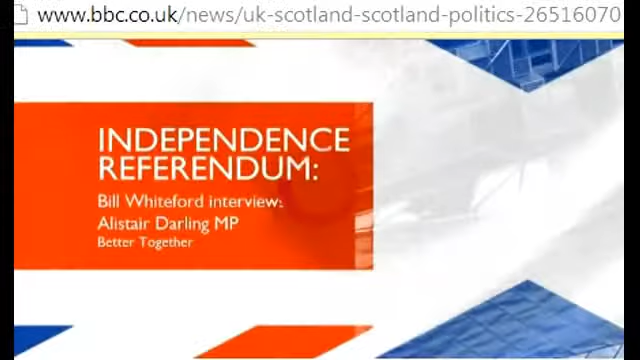 www.bbc.co.uk/news/uk-scotland-scotland-politics-26516070
INDEPENDENCE
REFERENDUM:
Bill Whiteford interview:
Alistair Darling MP
Better Together